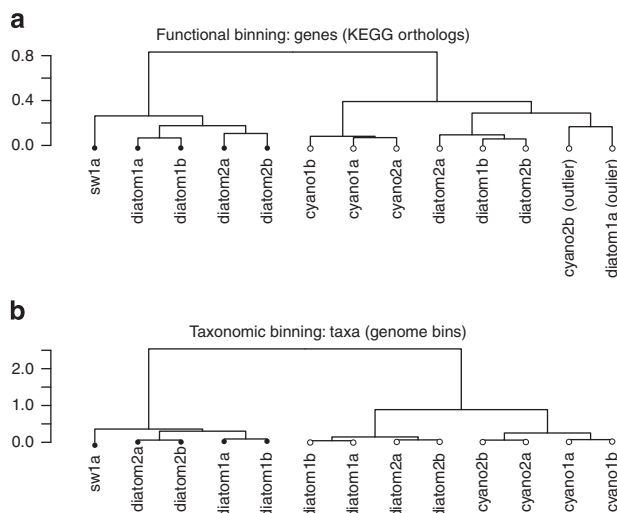 a
Functional binning: genes (KEGG orthologs)
0.8
0.4
0.0
sw1a
diatom1a
diatom1b
diatom2a
diatom2b
cyano1b
cyano1a
cyano2a
diatom2a
diatom1b
diatom2b
cyano2b (outlier)
diatom1a (oulier)
b
Taxonomic binning: taxa (genome bins)
2.0
1.0
0.0
sw1a
diatom2a
diatom2b
diatom1a
diatom1b
diatom1b
diatom1a
diatom2a
diatom2b
cyano2b
cyano2a
cyano1a
cyano1b